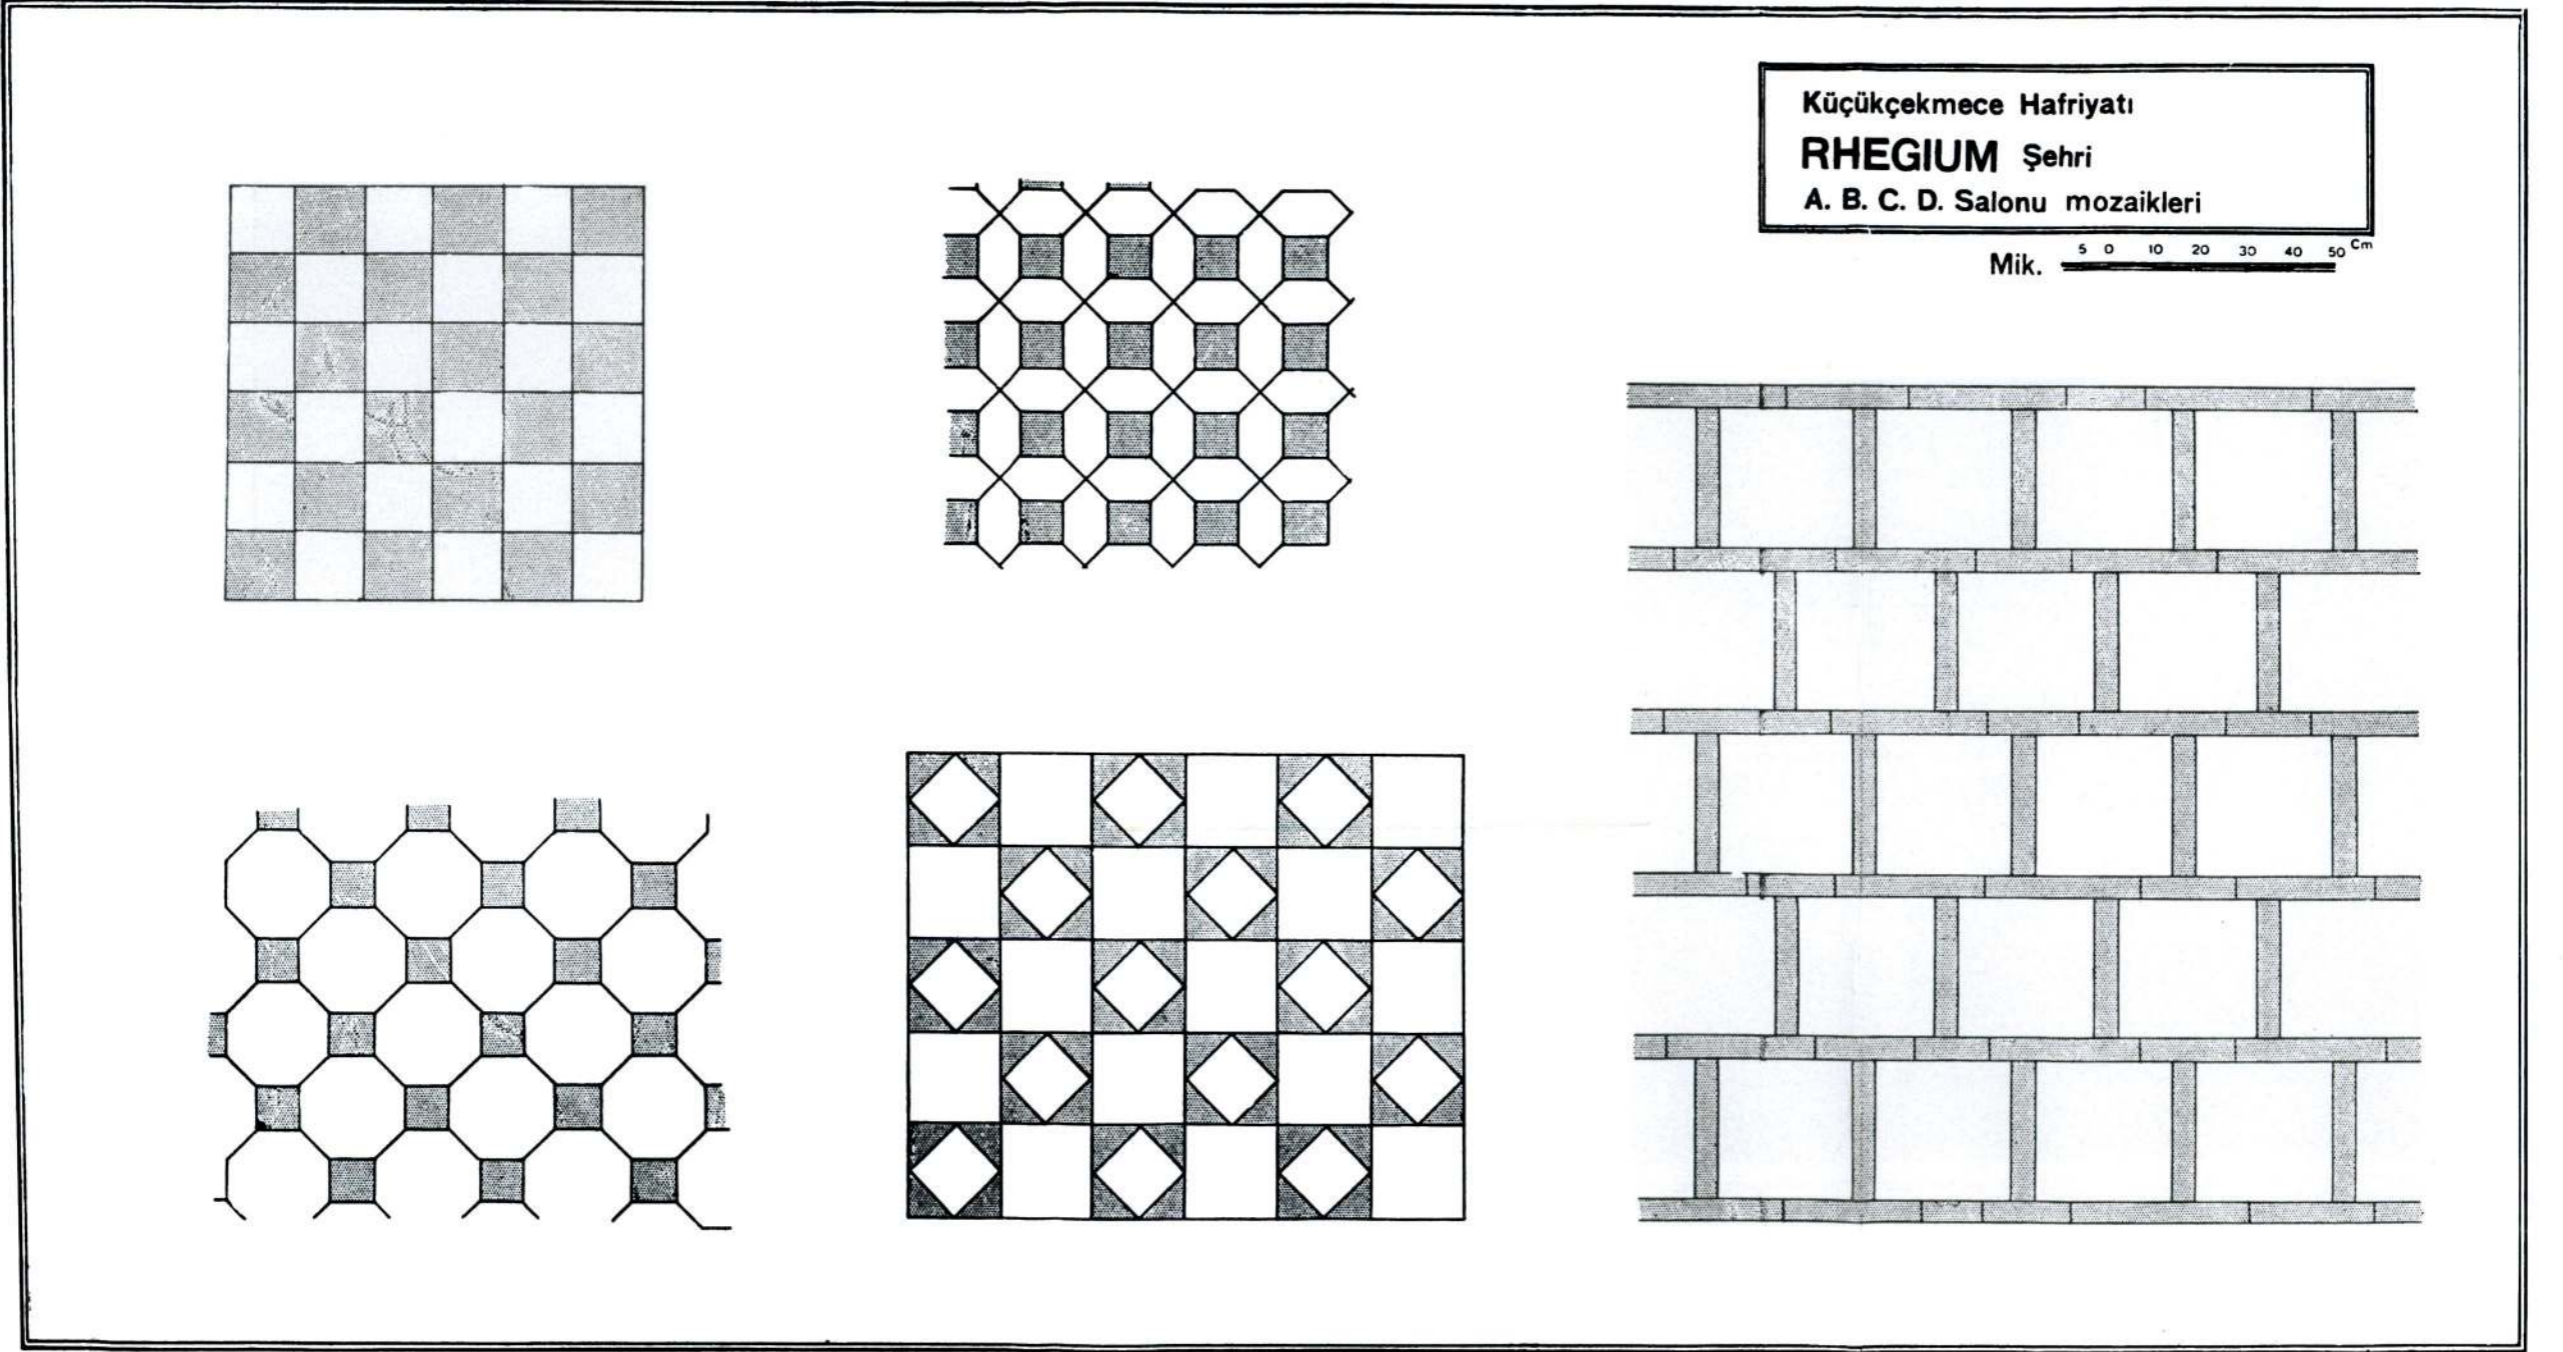 Küçükçekmece Hafriyatı
RHEGIUM Şehri
A. B. C. D. Salonu mozaikleri
Mik. 5 0 10 20 30 40 50 Cm